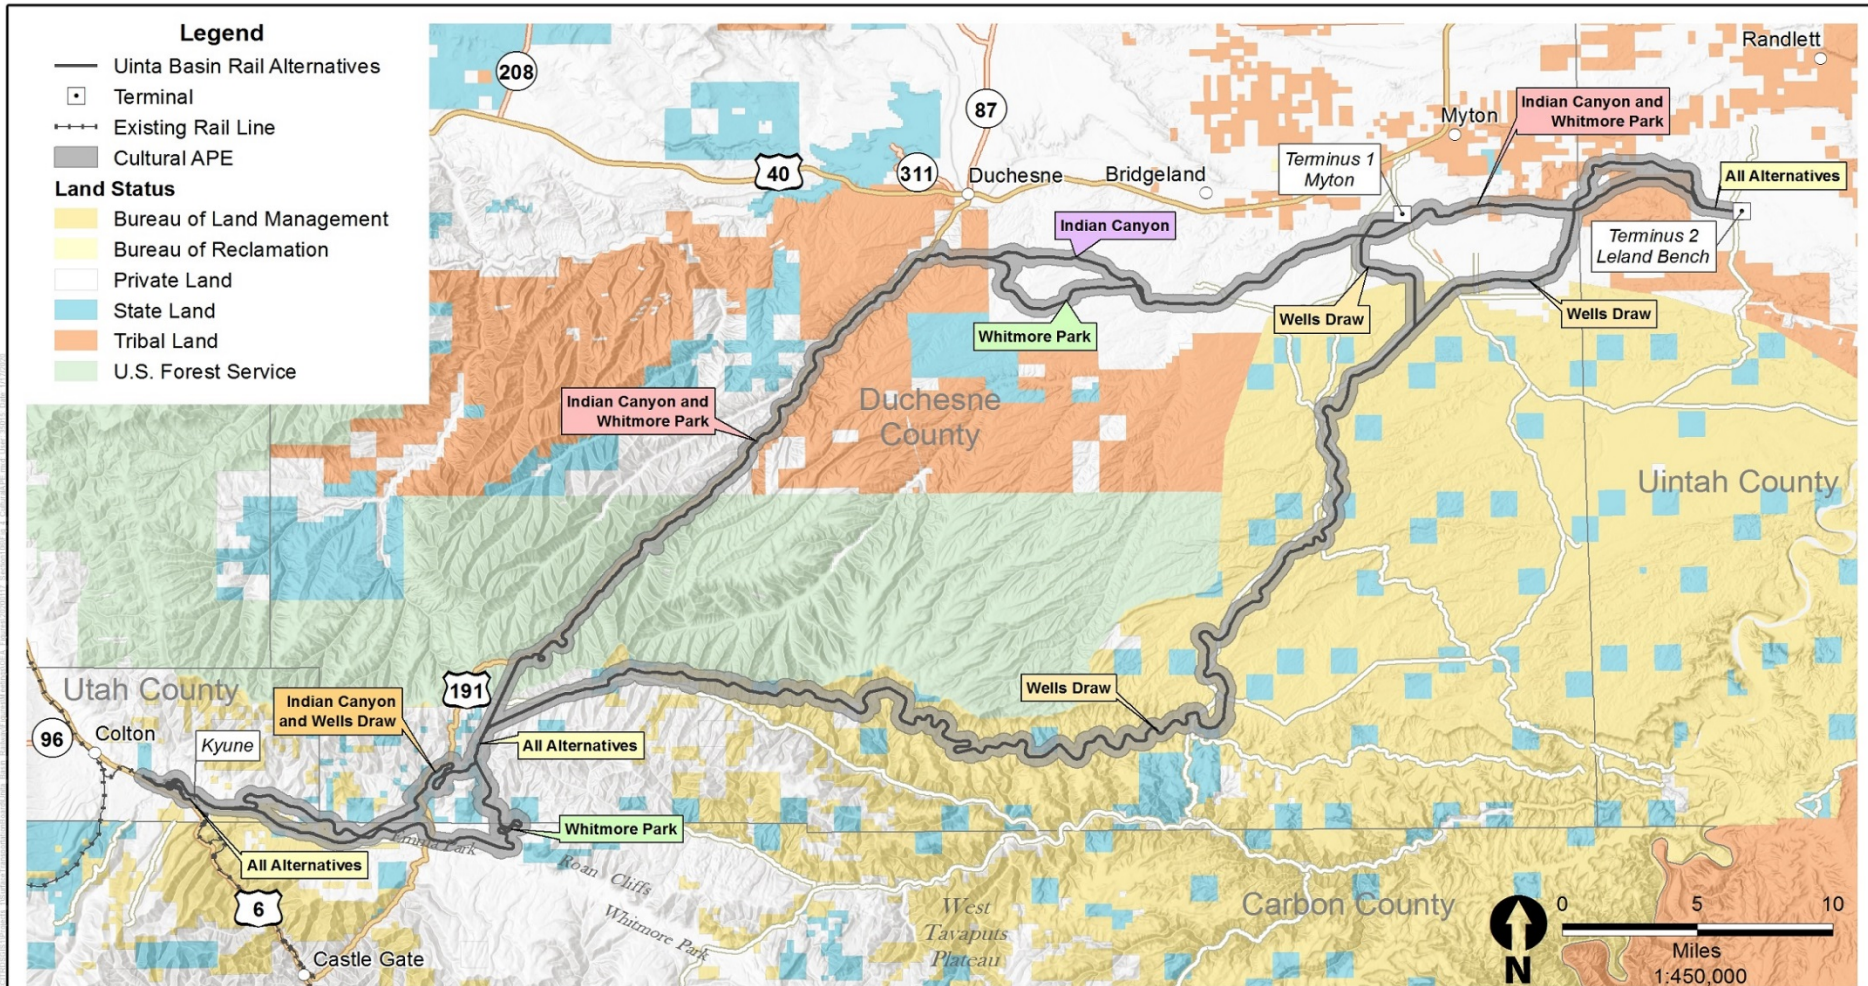 Legend
Uinta Basin Rail Alternatives
Terminal
Existing Rail Line
Cultural APE
Land Status
Bureau of Land Management
Bureau of Reclamation
Private Land
State Land
Tribal Land
U.S. Forest Service
208
87
40
311
Duchesne
Bridgeland
Myton
Randlett
Indian Canyon and
Whitmore Park
Terminus 1
Myton
All Alternatives
Indian Canyon
Terminus 2
Leland Bench
Whitmore Park
Wells Draw
Wells Draw
Indian Canyon and
Whitmore Park
Duchesne
County
Uintah County
Utah County
191
Indian Canyon
and Wells Draw
Wells Draw
96
Colton
Kyune
All Alternatives
Whitmore Park
Emma Park
All Alternatives
Roan Cliffs
6
Whitmore Park
West
Tavaputs
Plateau
Carbon County
Castle Gate
N
0 5 10
Miles
1:450,000